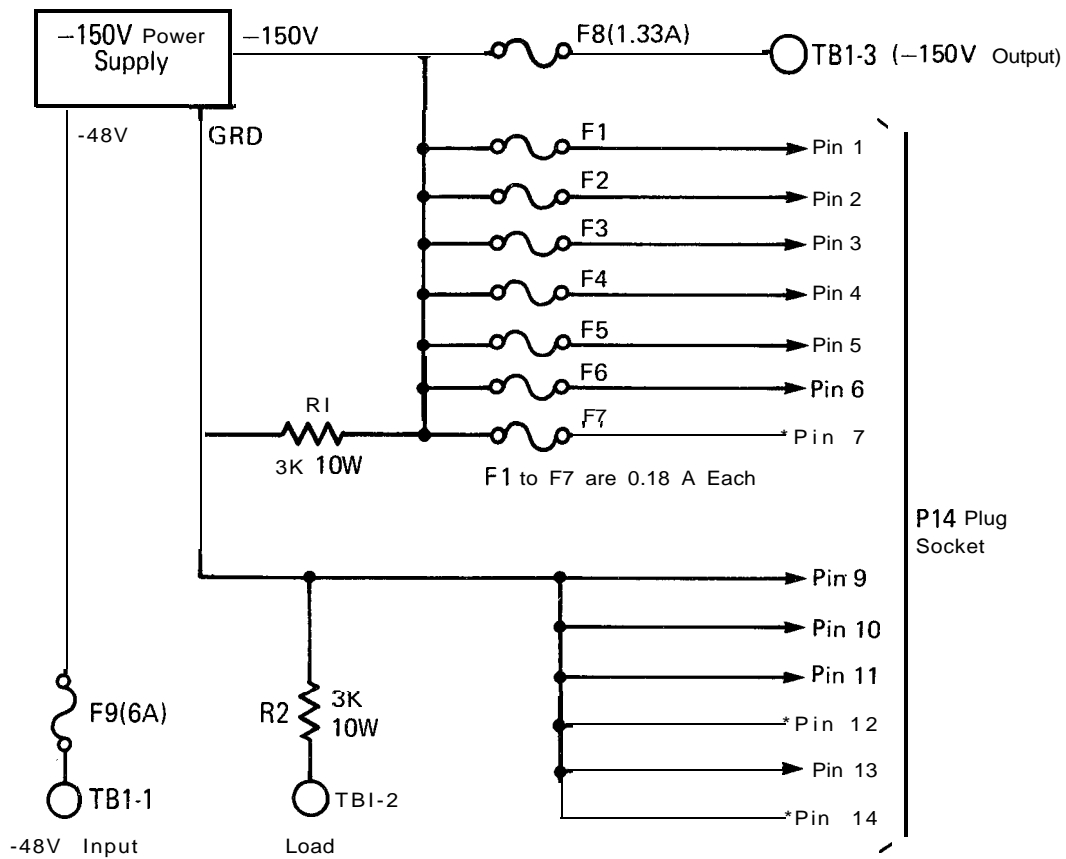 –150V Power
Supply
–150V
F8(1.33A)
TB1-3 (–150V Output)
-48V
GRD
F1
Pin 1
F2
Pin 2
F3
Pin 3
F4
Pin 4
F5
Pin 5
F6
Pin 6
RI
3K 10W
F7
*Pin 7
F1 to F7 are 0.18 A Each
P14 Plug
Socket
Pin 9
Pin 10
Pin 11
*Pin 12
Pin 13
*Pin 14
F9(6A)
R2
3K
10W
TB1-1
TBI-2
-48V Input
Load